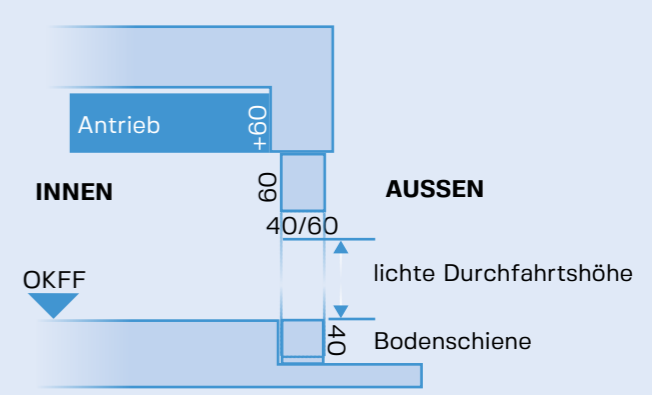 Antrieb
+60
INNEN
60
AUSSEN
40/60
lichte Durchfahrtshöhe
OKFF
40
Bodenschiene